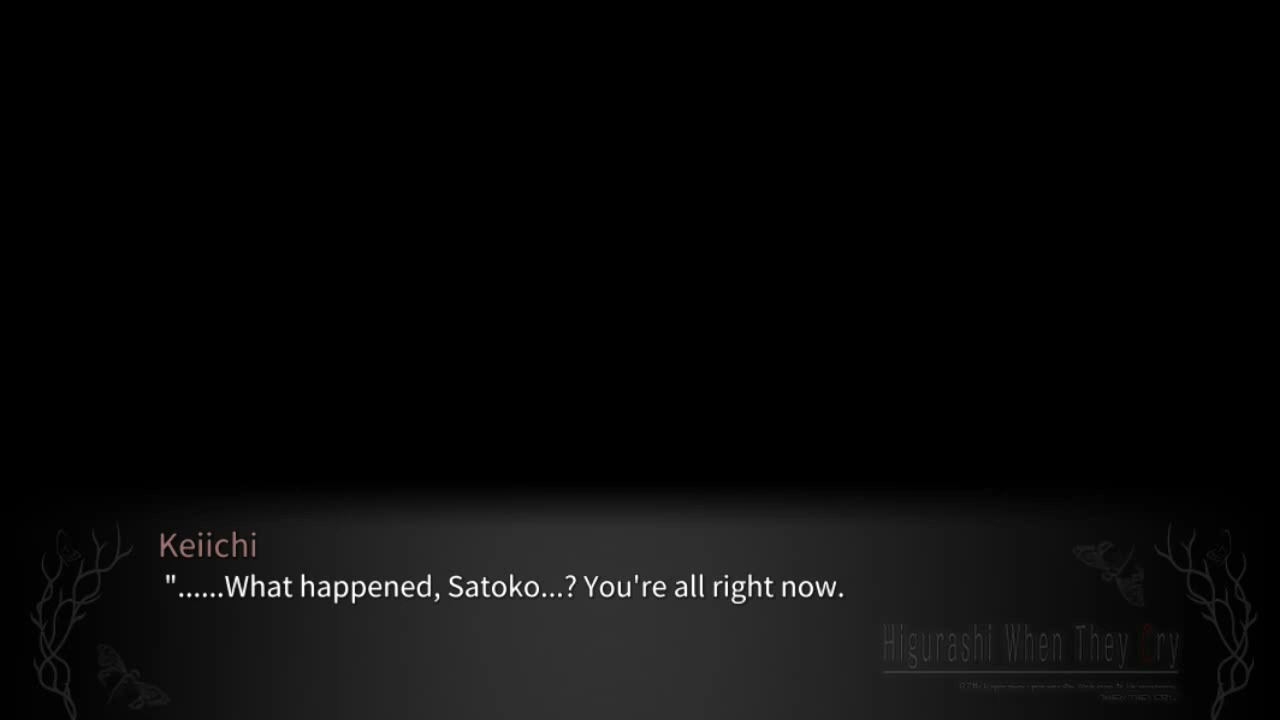 Keiichi
"......What happened, Satoko...? You're all right now.
Higurashi When They Cry